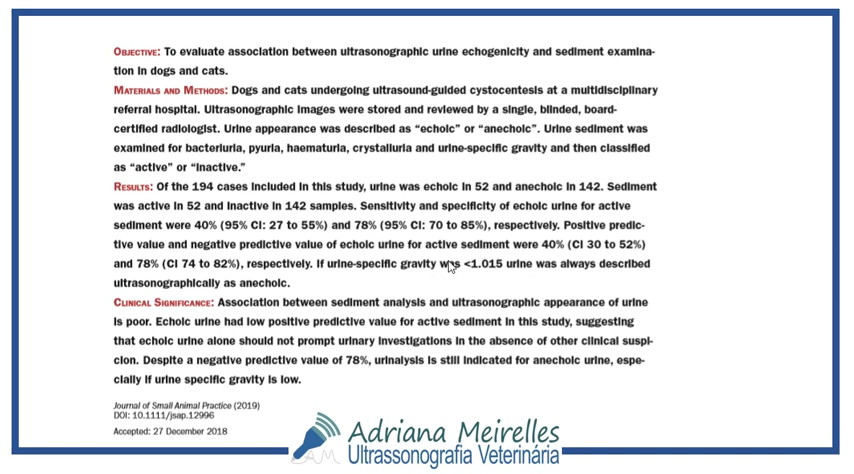 OBJECTIVE: To evaluate association between ultrasonographic urine echogenicity and sediment examina-
tion in dogs and cats.
MATERIALS AND METHODS: Dogs and cats undergoing ultrasound-guided cystocentesis at a multidisciplinary
referral hospital. Ultrasonographic images were stored and reviewed by a single, blinded, board-
certified radiologist. Urine appearance was described as “echoic” or “anechoic”. Urine sediment was
examined for bacteriuria, pyuria, haematuria, crystalluria and urine-specific gravity and then classified
as “active” or “inactive.”
RESULTS: Of the 194 cases included in this study, urine was echoic in 52 and anechoic in 142. Sediment
was active in 52 and inactive in 142 samples. Sensitivity and specificity of echoic urine for active
sediment were 40% (95% CI: 27 to 55%) and 78% (95% CI: 70 to 85%), respectively. Positive predic-
tive value and negative predictive value of echoic urine for active sediment were 40% (CI 30 to 52%)
and 78% (CI 74 to 82%), respectively. If urine-specific gravity was <1.015 urine was always described
ultrasonographically as anechoic.
CLINICAL SIGNIFICANCE: Association between sediment analysis and ultrasonographic appearance of urine
is poor. Echoic urine had low positive predictive value for active sediment in this study, suggesting
that echoic urine alone should not prompt urinary investigations in the absence of other clinical suspi-
cion. Despite a negative predictive value of 78%, urinalysis is still indicated for anechoic urine, espe-
cially if urine specific gravity is low.
Journal of Small Animal Practice (2019)
DOI: 10.1111/jsap.12996
Accepted: 27 December 2018
AM
Adriana Meirelles
Ultrassonografia Veterinária